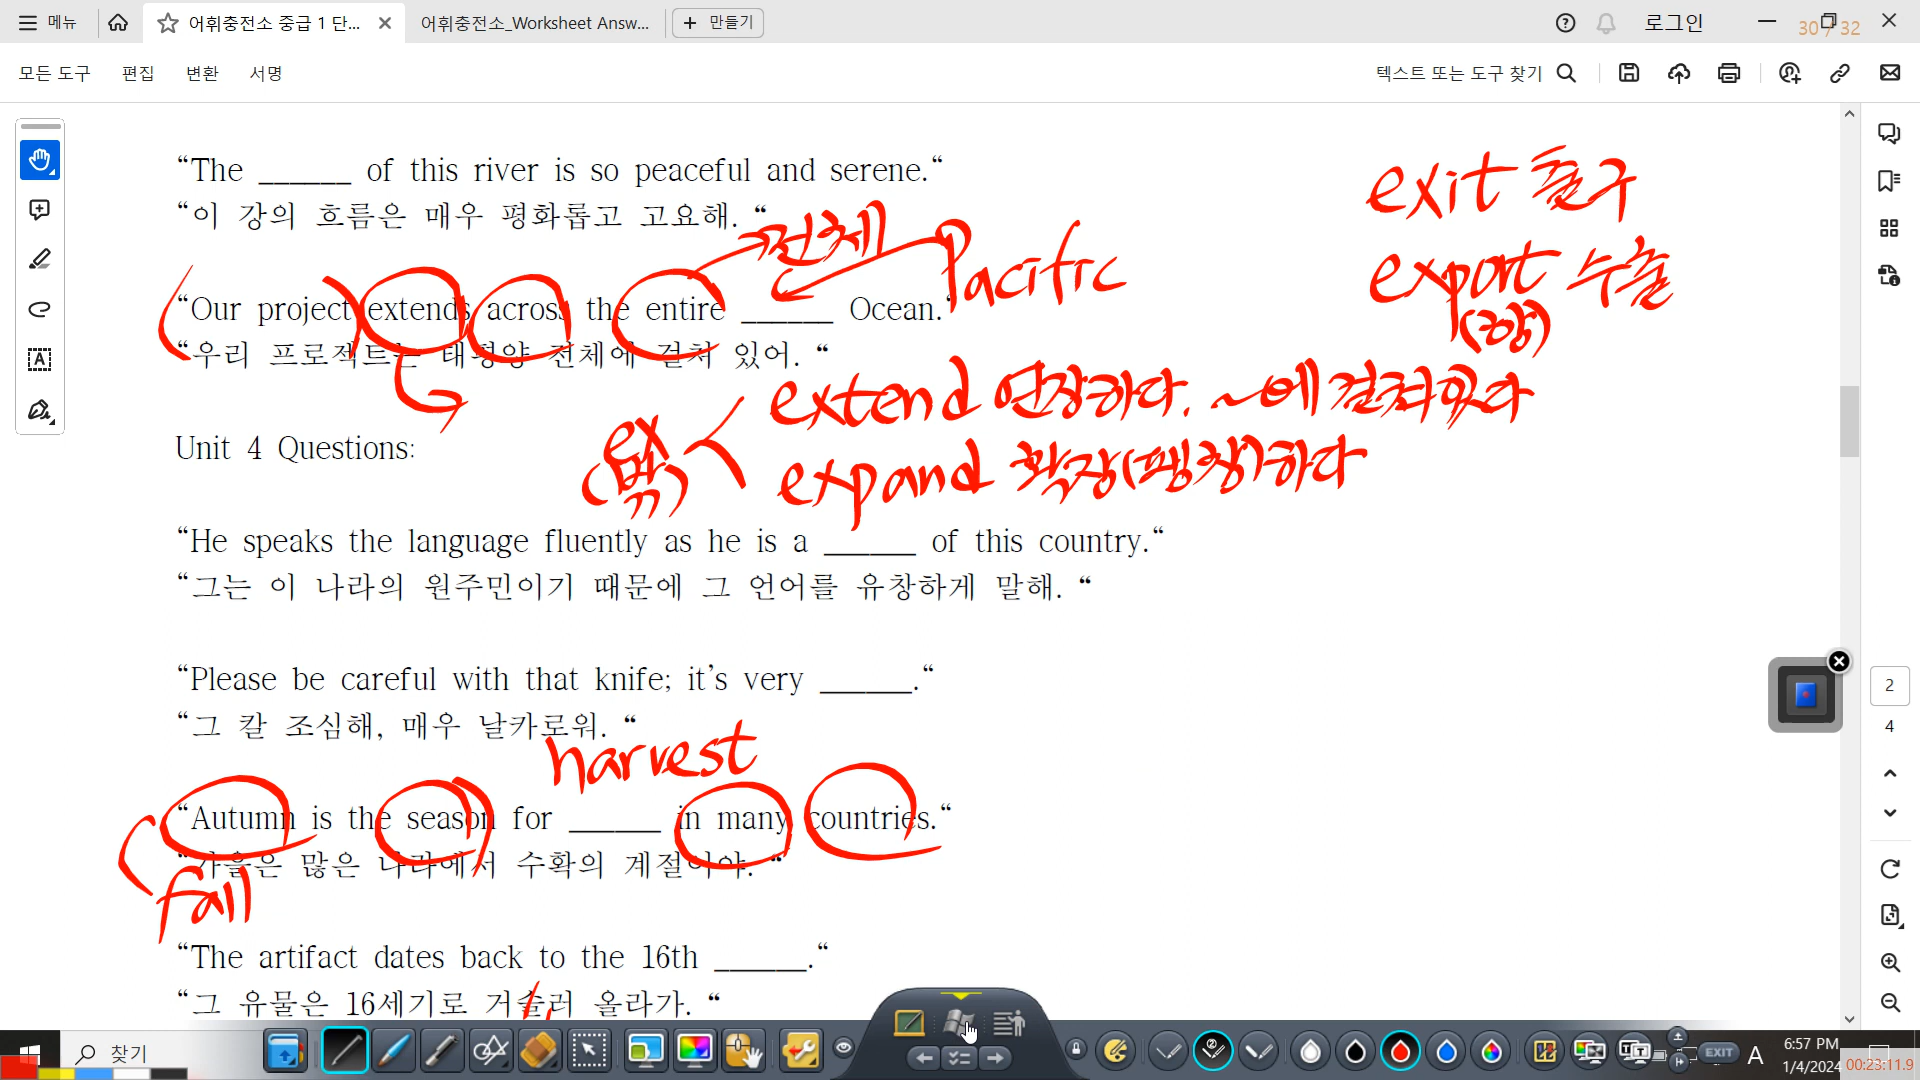 메뉴
어휘충전소 중급 1 단...
어휘충전소_Worksheet Answ...
만들기
로그인
30 / 32
모든 도구 편집 변환 서명
텍스트 또는 도구 찾기
“The ______ of this river is so peaceful and serene.“
“이 강의 흐름은 매우 평화롭고 고요해. “
exit 출구
전체
Pacific
export 수출
(항)
“Our project extends across the entire ______ Ocean.“
“우리 프로젝트는 태평양 전체에 걸쳐 있어. “
extend 연장하다. ~에 걸쳐있다
ex
(밖)
expand 확장(팽창)하다
Unit 4 Questions:
“He speaks the language fluently as he is a ______ of this country.“
“그는 이 나라의 원주민이기 때문에 그 언어를 유창하게 말해. “
“Please be careful with that knife; it’s very ______.“
“그 칼 조심해, 매우 날카로워. “
harvest
“Autumn is the season for ______ in many countries.“
“가을은 많은 나라에서 수확의 계절이야. “
fall
“The artifact dates back to the 16th ______.“
“그 유물은 16세기로 거슬러 올라가. “
2
4
찾기
EXIT
A
6:57 PM
1/4/2024
00:23:11.9